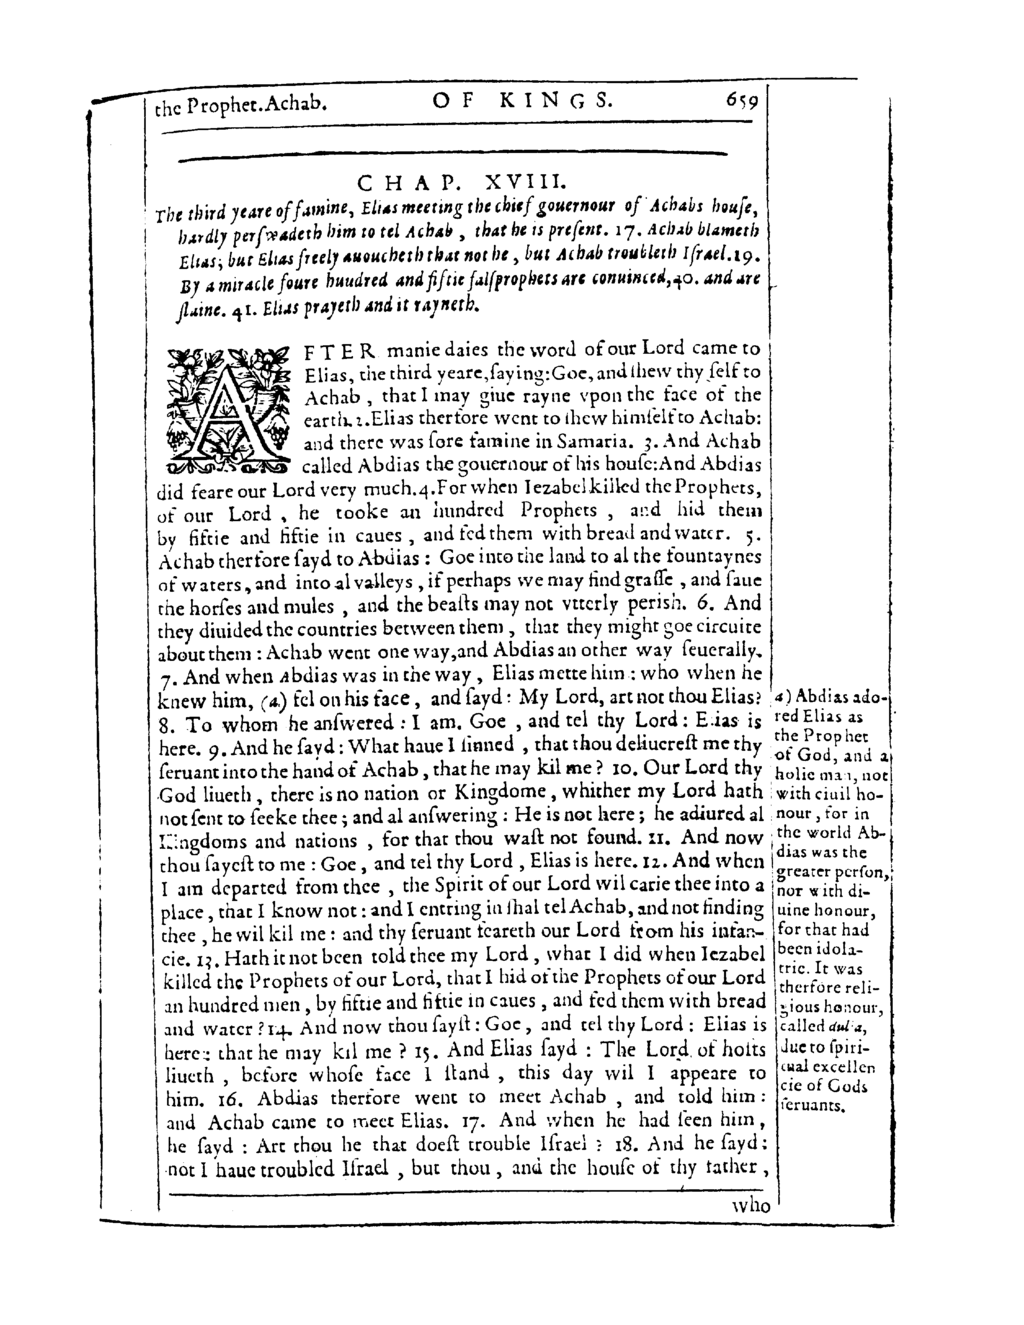 the Prophet. Achab. OF KINGS. 659
CHAP. XVIII.
The third yeare of famine, Elias meeting the chief gouernour of Achabs houſe,
hardly perſwadeth him to tel Achab, that he is preſent. 17. Achab blameth
Elias; but Elias freely auoucheth that not he, but Achab troubleth Iſrael. 19.
By a miracle foure huudred and fiftie falſprophets are conuinced, 40. and are
ſlaine. 41. Elias prayeth and it rayneth.
AFTER manie daies the word of our Lord came to
Elias, the third yeare, ſaying: Goe, and ſhew thy ſelf to
Achab, that I may giue rayne vpon the face of the
earth. 2. Elias therfore went to ſhew himſelf to Achab:
and there was ſore famine in Samaria. 3. And Achab
called Abdias the gouernour of his houſe: And Abdias
did feare our Lord very much. 4. For when Iezabel killed the Prophets,
of our Lord, he tooke an hundred Prophets, and hid them
by fiftie and fiftie in caues, and fed them with bread and water. 5.
Achab therfore ſayd to Abdias: Goe into the land to al the fountaynes
of waters, and into al valleys, if perhaps we may find graſſe, and ſaue
the horſes and mules, and the beaſts may not vtterly perish. 6. And
they diuided the countries between them, that they might goe circuite
about them: Achab went one way, and Abdias an other way ſeuerally.
7. And when Abdias was in the way, Elias mette him: who when he
knew him, (a) fel on his face, and ſayd: My Lord, art not thou Elias?
8. To whom he anſwered: I am. Goe, and tel thy Lord: Elias is
here. 9. And he ſayd: What haue I ſinned, that thou deliuereſt me thy
ſeruant into the hand of Achab, that he may kil me? 10. Our Lord thy
God liueth, there is no nation or Kingdome, whither my Lord hath
not ſent to ſeeke thee; and al anſwering: He is not here; he adiured al
Kingdoms and nations, for that thou waſt not found. 11. And now
thou ſayeſt to me: Goe, and tel thy Lord, Elias is here. 12. And when
I am departed from thee, the Spirit of our Lord wil carie thee into a
place, that I know not: and I entring in ſhal tel Achab, and not finding
thee, he wil kil me: and thy ſeruant feareth our Lord from his infan-
cie. 13. Hath it not been told thee my Lord, what I did when Iezabel
killed the Prophets of our Lord, that I hid of the Prophets of our Lord
an hundred men, by fiftie and fiftie in caues, and fed them with bread
and water? 14. And now thou ſayſt: Goe, and tel thy Lord: Elias is
here: that he may kil me? 15. And Elias ſayd: The Lord of hoſts
liueth, before whoſe face I ſtand, this day wil I appeare to
him. 16. Abdias therfore went to meet Achab, and told him:
and Achab came to meet Elias. 17. And when he had ſeen him,
he ſayd: Art thou he that doeſt trouble Iſrael? 18. And he ſayd:
not I haue troubled Iſrael, but thou, and the houſe of thy father,
who
a) Abdias ado-
red Elias as
the Prophet
of God, and a
holie man, not
with ciuil ho-
nour, for in
the world Ab-
dias was the
greater perſon,
nor with di-
uine honour,
for that had
been idola-
trie. It was
therfore reli-
gious honour,
called dulia,
due to ſpiri-
tual excellen
cie of Gods
ſeruants.